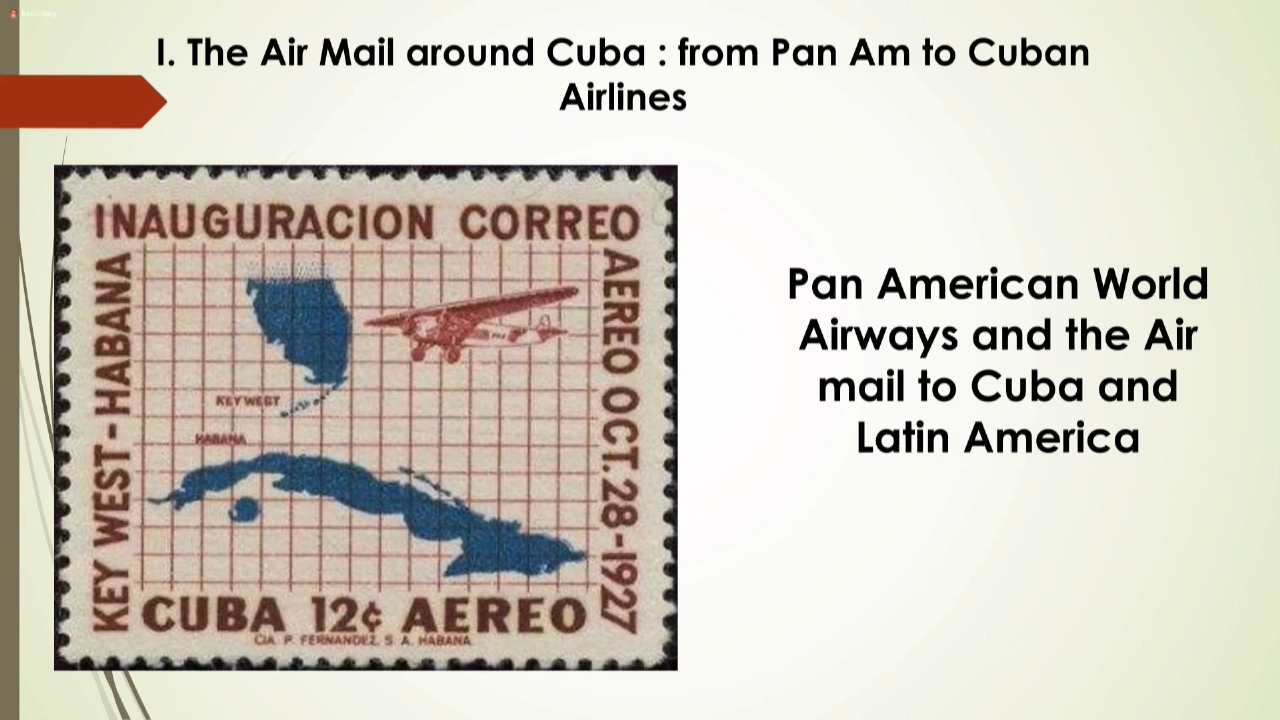 Recording
I. The Air Mail around Cuba : from Pan Am to Cuban
Airlines
INAUGURACION CORREO
AEREO OCT. 28-1927
KEY WEST-HABANA
KEY WEST
HABANA
CUBA 12¢ AEREO
CIA. P. FERNANDEZ, S. A. HABANA
Pan American World
Airways and the Air
mail to Cuba and
Latin America